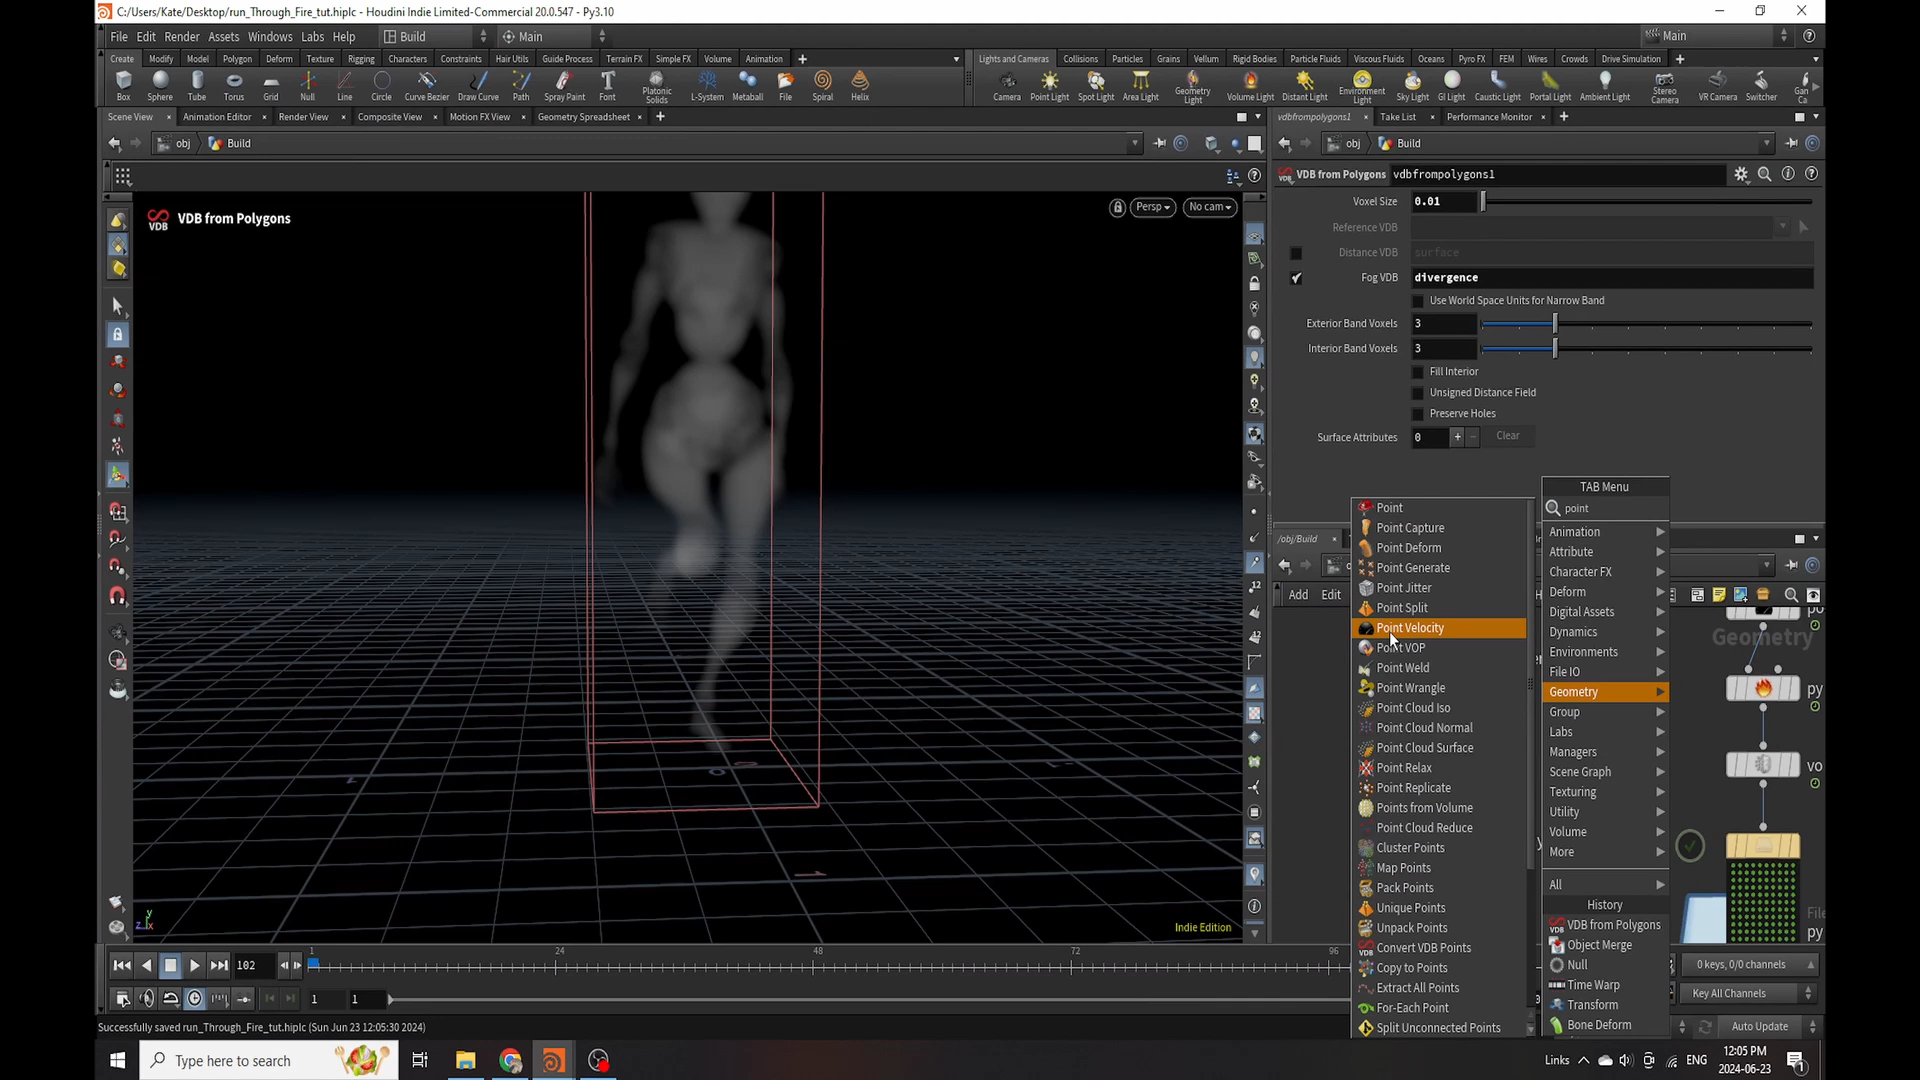 C:/Users/Kate/Desktop/run_Through_Fire_tut.hiplc - Houdini Indie Limited-Commercial 20.0.547 - Py3.10
File Edit Render Assets Windows Labs Help Build Main Main
Create Modify Model Polygon Deform Texture Rigging Characters Constraints Hair Utils Guide Process Terrain FX Simple FX Volume Animation
Lights and Cameras Collisions Particles Grains Vellum Rigid Bodies Particle Fluids Viscous Fluids Oceans Pyro FX FEM Wires Crowds Drive Simulation
Box Sphere Tube Torus Grid Null Line Circle Curve Bezier Draw Curve Path Spray Paint Font Platonic Solids L-System Metaball File Spiral Helix
Camera Point Light Spot Light Area Light Geometry Light Volume Light Distant Light Environment Light Sky Light GI Light Caustic Light Portal Light Ambient Light Stereo Camera VR Camera Switcher Gan Ca
Scene View Animation Editor Render View Composite View Motion FX View Geometry Spreadsheet
vdbfrompolygons1 Take List Performance Monitor
obj Build
obj Build
VDB from Polygons vdbfrompolygons1
Voxel Size 0.01
Reference VDB
Distance VDB surface
Fog VDB divergence
Use World Space Units for Narrow Band
Exterior Band Voxels 3
Interior Band Voxels 3
Fill Interior
Unsigned Distance Field
Preserve Holes
Surface Attributes 0 + - Clear
VDB
VDB from Polygons
Persp No cam
Indie Edition
/obj/Build
Add Edit
Geometry
po
py
vo
File
py
Point
Point Capture
Point Deform
Point Generate
Point Jitter
Point Split
Point Velocity
Point VOP
Point Weld
Point Wrangle
Point Cloud Iso
Point Cloud Normal
Point Cloud Surface
Point Relax
Point Replicate
Points from Volume
Point Cloud Reduce
Cluster Points
Map Points
Pack Points
Unique Points
Unpack Points
Convert VDB Points
Copy to Points
Extract All Points
For-Each Point
Split Unconnected Points
TAB Menu
point
Animation
Attribute
Character FX
Deform
Digital Assets
Dynamics
Environments
File IO
Geometry
Group
Labs
Managers
Scene Graph
Texturing
Utility
Volume
More
All
History
VDB from Polygons
Object Merge
Null
Time Warp
Transform
Bone Deform
102 1 24 48 72 96
1 1
0 keys, 0/0 channels
Key All Channels
Auto Update
Successfully saved run_Through_Fire_tut.hiplc (Sun Jun 23 12:05:30 2024)
Type here to search
Links ENG 12:05 PM
2024-06-23